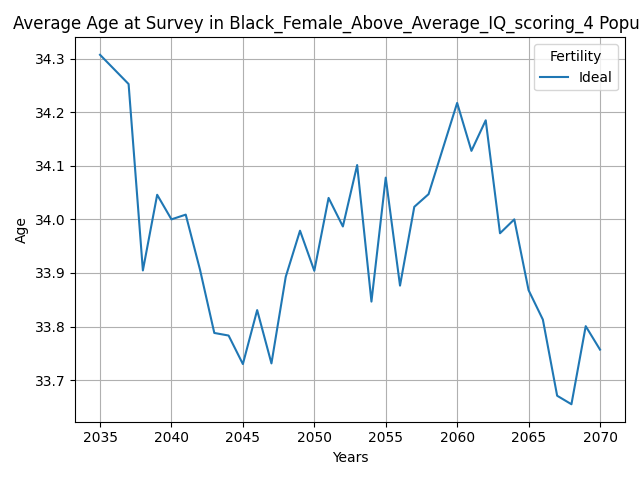 Average Age at Survey in Black_Female_Above_Average_IQ_scoring_4 Popu
Fertility
Ideal
34.3
34.2
34.1
34.0
33.9
33.8
33.7
Age
2035 2040 2045 2050 2055 2060 2065 2070
Years